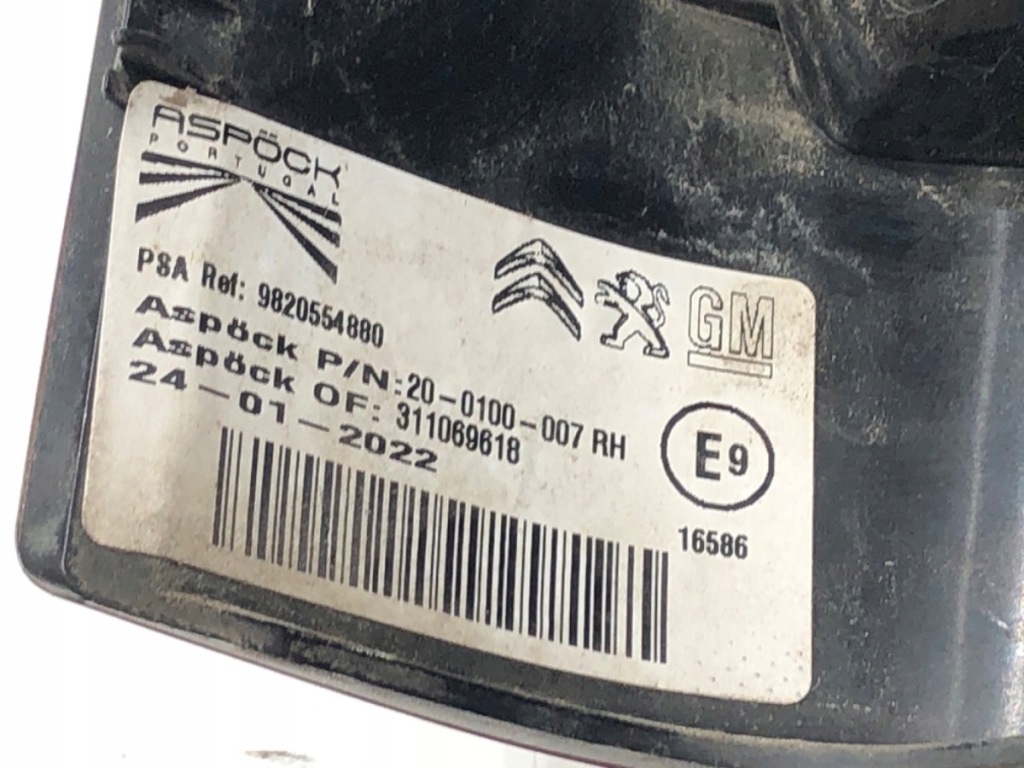 ASPÖCK
PORTUGAL
PSA Ref: 9820554880
Aspöck P/N:20-0100-007 RH
Aspöck OF: 311069618
24-01-2022
GM
E9
16586